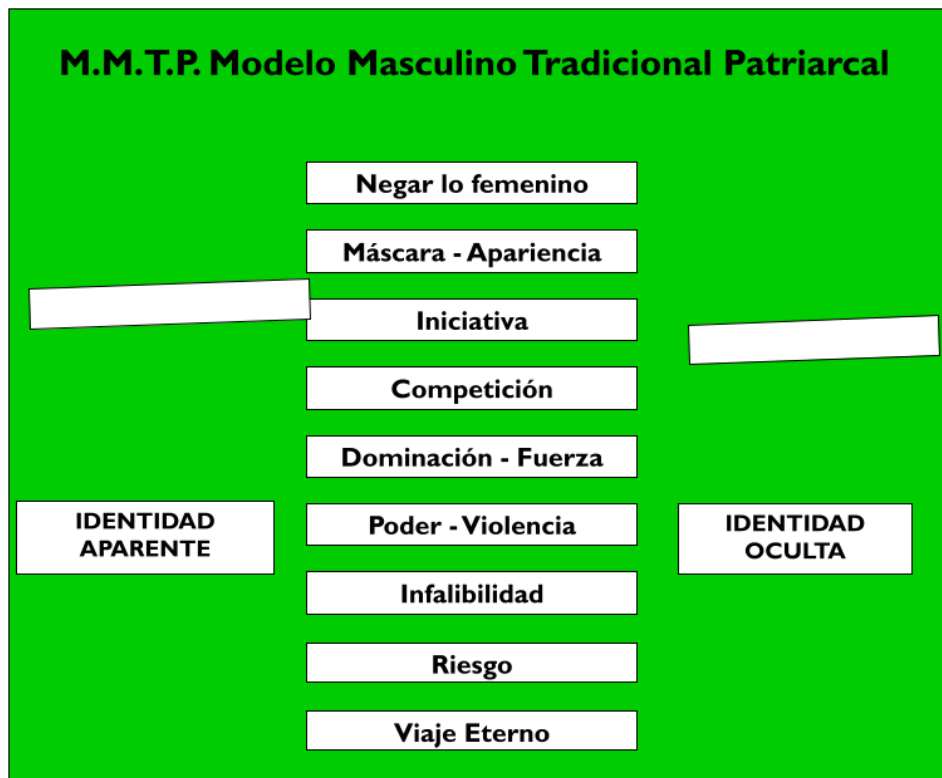 M.M.T.P. Modelo Masculino Tradicional Patriarcal
Negar lo femenino
Máscara - Apariencia
Iniciativa
Competición
Dominación - Fuerza
IDENTIDAD
APARENTE
Poder - Violencia
IDENTIDAD
OCULTA
Infalibilidad
Riesgo
Viaje Eterno